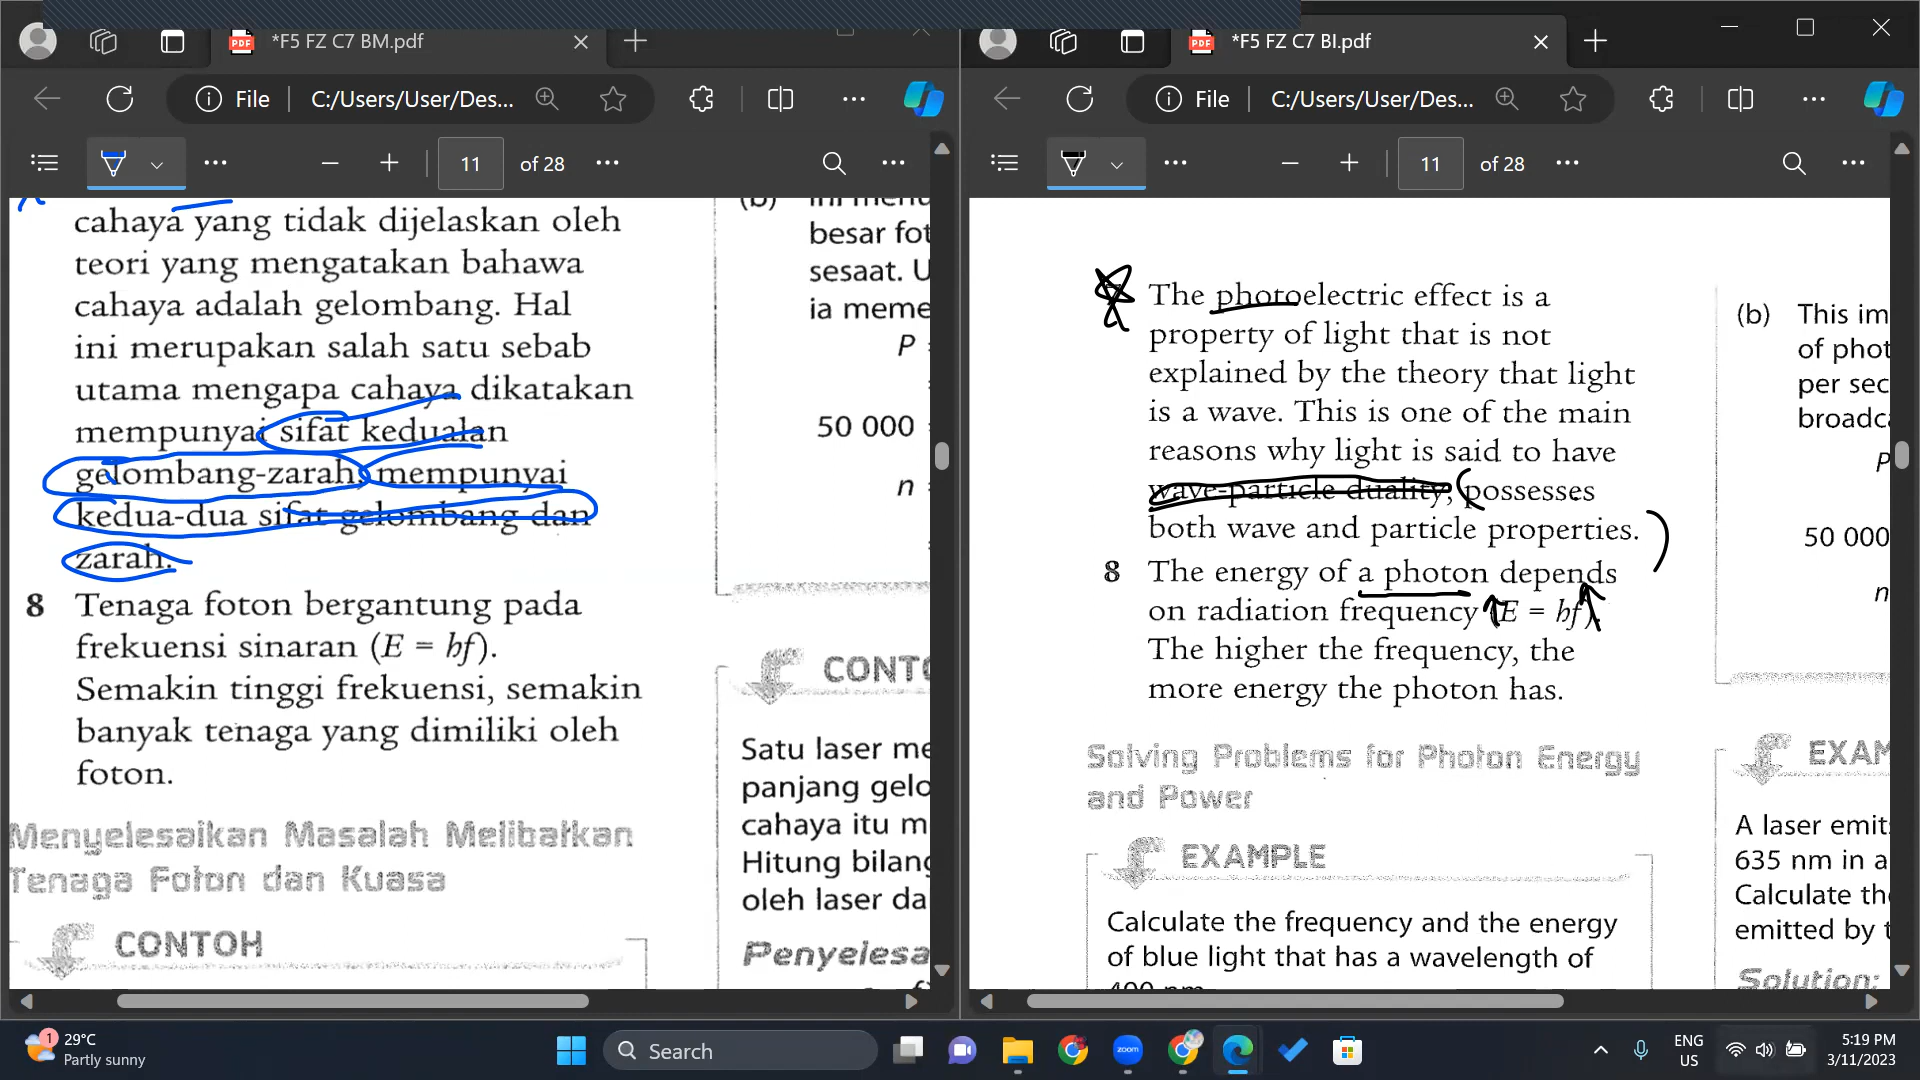 *F5 FZ C7 BM.pdf
File
C:/Users/User/Des...
11
of 28
cahaya yang tidak dijelaskan oleh
teori yang mengatakan bahawa
cahaya adalah gelombang. Hal
ini merupakan salah satu sebab
utama mengapa cahaya dikatakan
mempunyai sifat kedualan
gelombang-zarah, mempunyai
kedua-dua sifat gelombang dan
zarah.
8 Tenaga foton bergantung pada
frekuensi sinaran (E = hf).
Semakin tinggi frekuensi, semakin
banyak tenaga yang dimiliki oleh
foton.
Menyelesaikan Masalah Melibatkan
Tenaga Foton dan Kuasa
CONTOH
(b)
besar fot
sesaat. U
ia meme
P
50 000
n
CONTO
Satu laser me
panjang gelo
cahaya itu m
Hitung bilang
oleh laser da
Penyelesa
*F5 FZ C7 BI.pdf
File
C:/Users/User/Des...
11
of 28
The photoelectric effect is a
property of light that is not
explained by the theory that light
is a wave. This is one of the main
reasons why light is said to have
wave-particle duality, possesses
both wave and particle properties.
8 The energy of a photon depends
on radiation frequency (E = hf).
The higher the frequency, the
more energy the photon has.
Solving Problems for Photon Energy
and Power
EXAMPLE
Calculate the frequency and the energy
of blue light that has a wavelength of
400 nm
(b) This im
of phot
per sec
broadca
P
50 000
n
EXAM
A laser emit
635 nm in a
Calculate the
emitted by t
Solution:
1
29°C
Partly sunny
Search
zoom
ENG
US
5:19 PM
3/11/2023